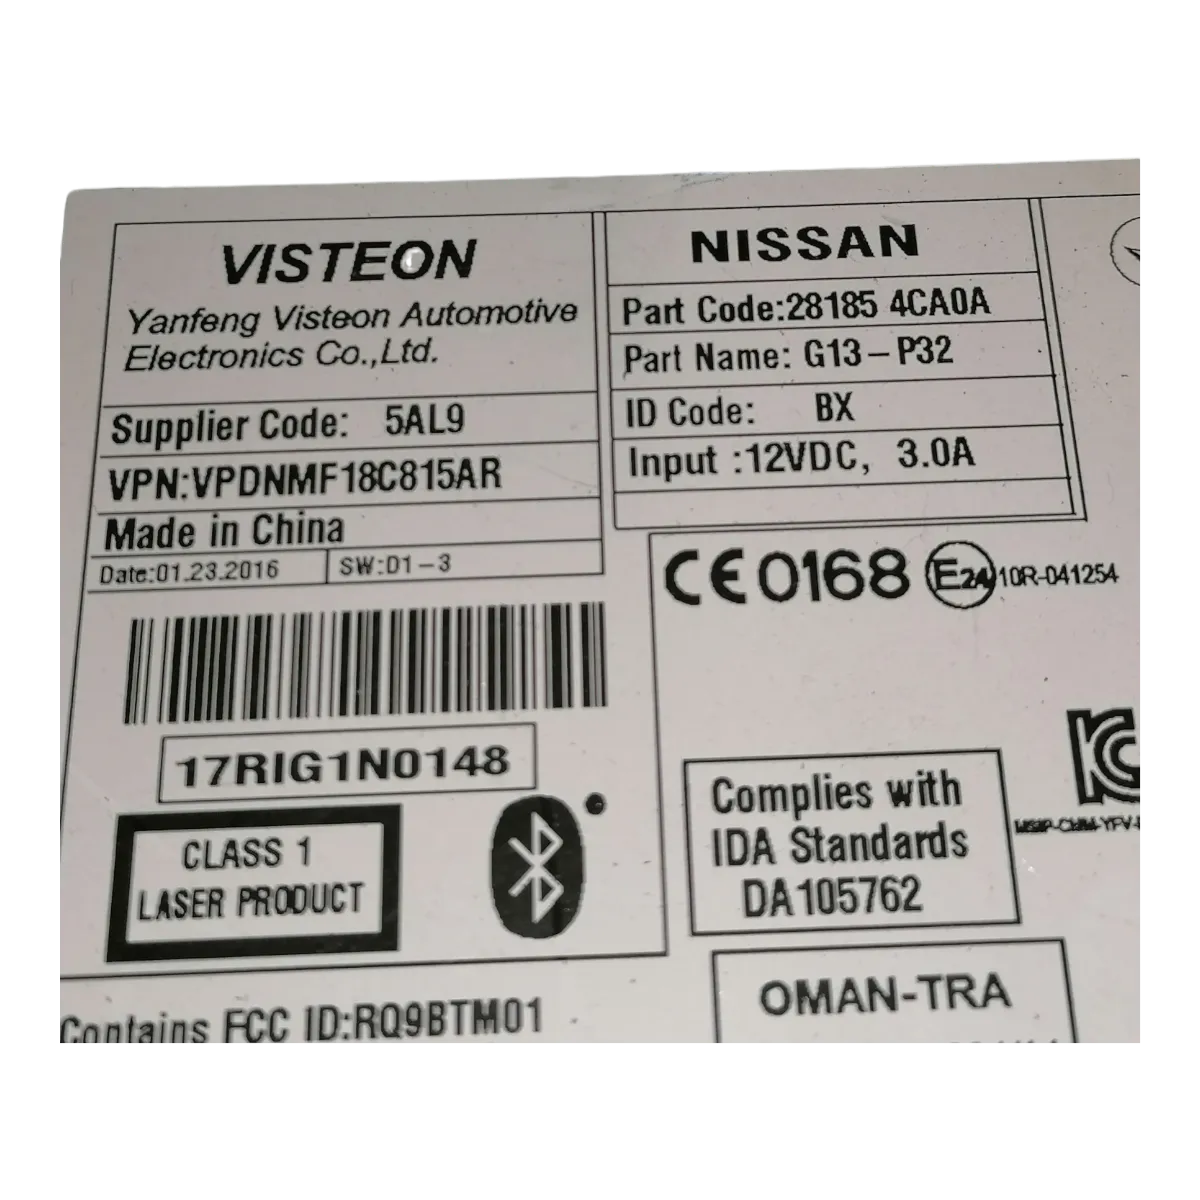 VISTEON
Yanfeng Visteon Automotive
Electronics Co.,Ltd.
Supplier Code: 5AL9
VPN:VPDNMF18C815AR
Made in China
Date:01.23.2016 SW:D1-3
NISSAN
Part Code:28185 4CA0A
Part Name: G13-P32
ID Code: BX
Input :12VDC, 3.0A
CE0168 E24 10R-041254
17RIG1N0148
CLASS 1
LASER PRODUCT
Complies with
IDA Standards
DA105762
OMAN-TRA
Contains FCC ID:RQ9BTM01